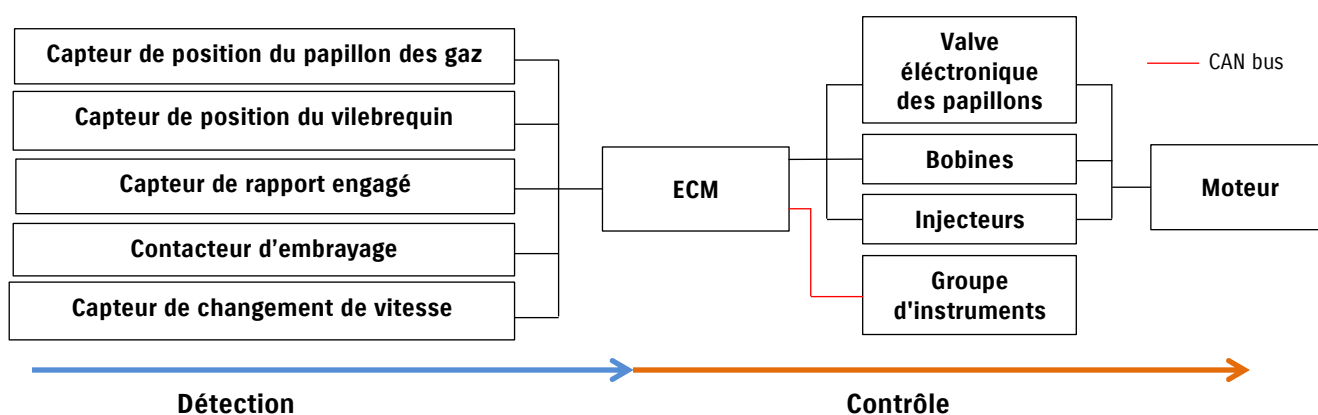 Capteur de position du papillon des gaz
Capteur de position du vilebrequin
Capteur de rapport engagé
Contacteur d’embrayage
Capteur de changement de vitesse
ECM
Valve
éléctronique
des papillons
Bobines
Injecteurs
Groupe
d'instruments
Moteur
CAN bus
Détection
Contrôle